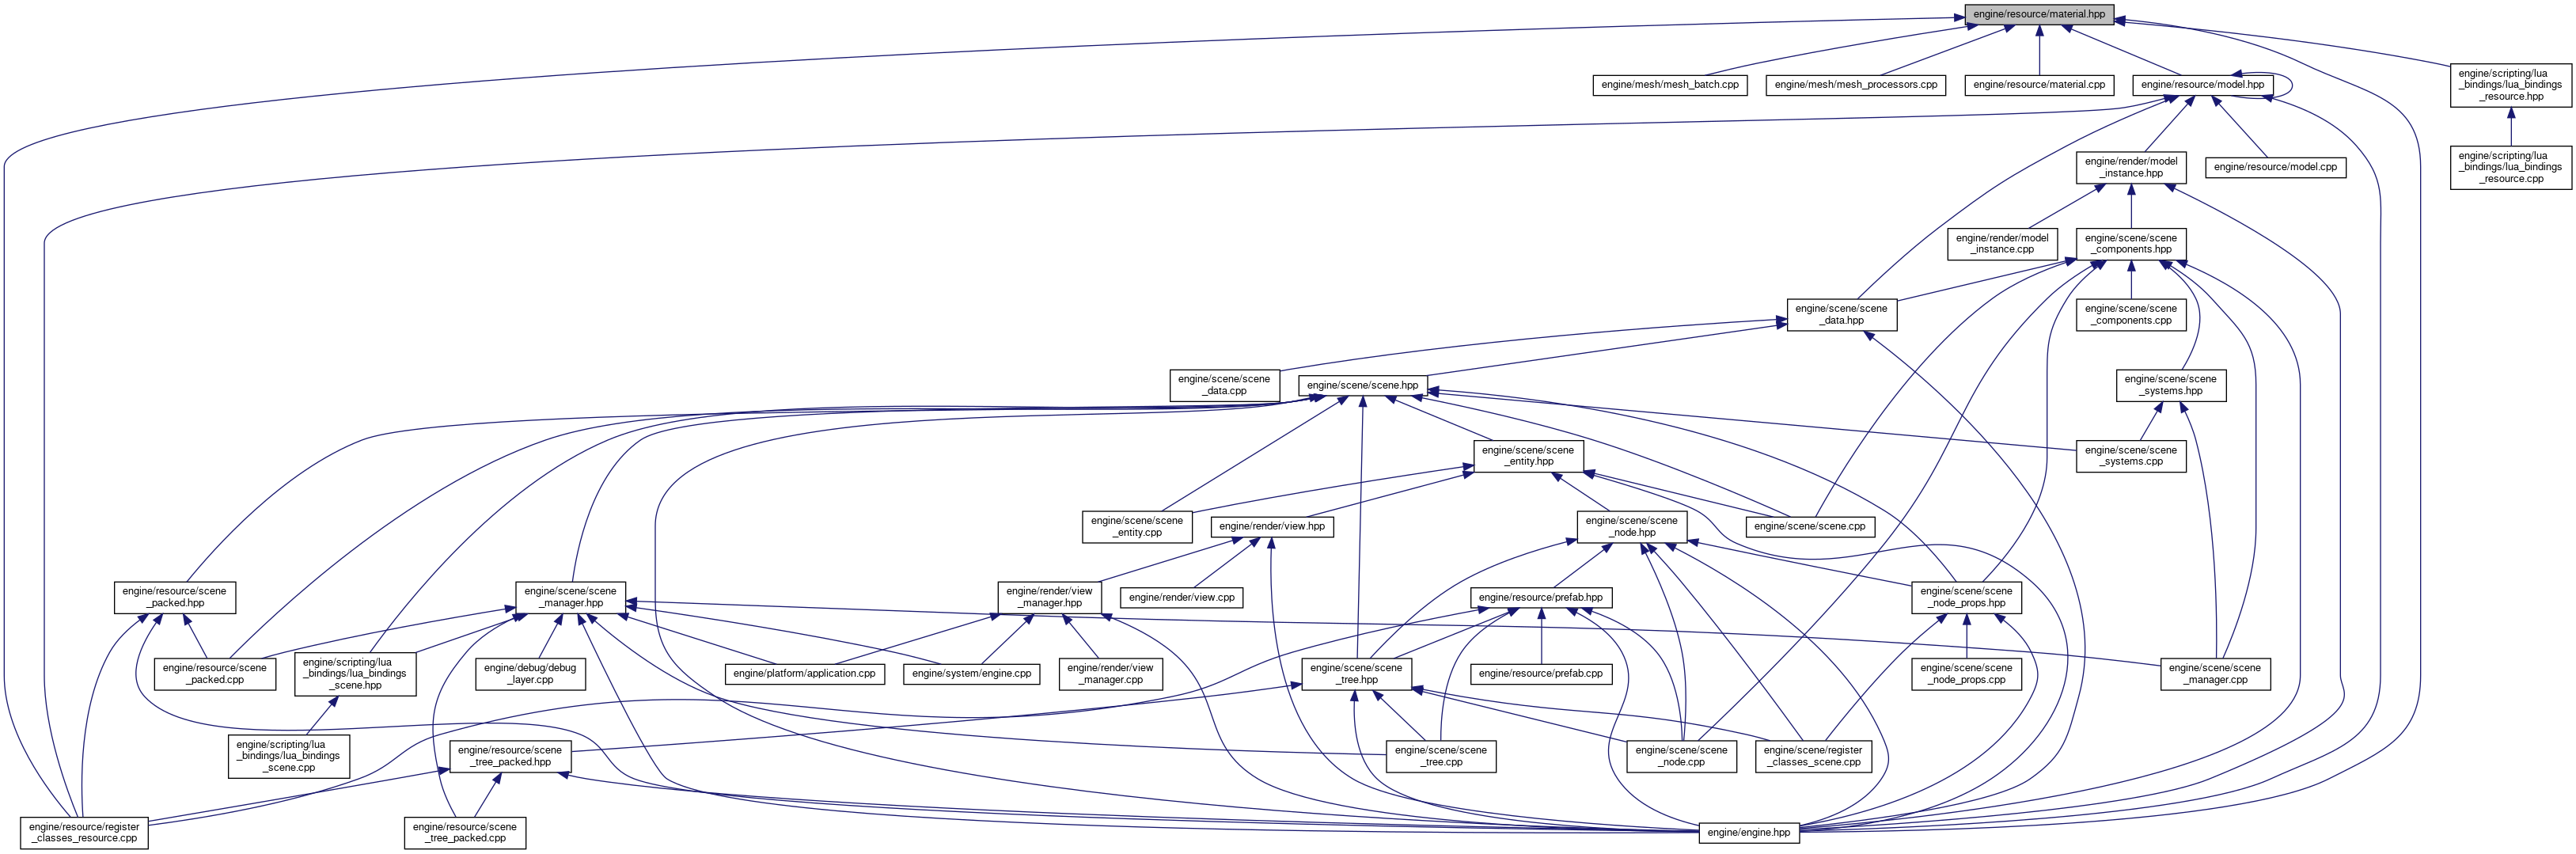 engine/resource/material.hpp
engine/mesh/mesh_batch.cpp
engine/mesh/mesh_processors.cpp
engine/resource/material.cpp
engine/resource/model.hpp
engine/scripting/lua
_bindings/lua_bindings
_resource.hpp
engine/render/model
_instance.hpp
engine/resource/model.cpp
engine/scripting/lua
_bindings/lua_bindings
_resource.cpp
engine/render/model
_instance.cpp
engine/scene/scene
_components.hpp
engine/scene/scene
_data.hpp
engine/scene/scene
_components.cpp
engine/scene/scene
_data.cpp
engine/scene/scene.hpp
engine/scene/scene
_systems.hpp
engine/scene/scene
_entity.hpp
engine/scene/scene
_systems.cpp
engine/scene/scene
_entity.cpp
engine/render/view.hpp
engine/scene/scene
_node.hpp
engine/scene/scene.cpp
engine/resource/scene
_packed.hpp
engine/scene/scene
_manager.hpp
engine/render/view
_manager.hpp
engine/render/view.cpp
engine/resource/prefab.hpp
engine/scene/scene
_node_props.hpp
engine/resource/scene
_packed.cpp
engine/scripting/lua
_bindings/lua_bindings
_scene.hpp
engine/debug/debug
_layer.cpp
engine/platform/application.cpp
engine/system/engine.cpp
engine/render/view
_manager.cpp
engine/scene/scene
_tree.hpp
engine/resource/prefab.cpp
engine/scene/scene
_node_props.cpp
engine/scene/scene
_manager.cpp
engine/scripting/lua
_bindings/lua_bindings
_scene.cpp
engine/resource/scene
_tree_packed.hpp
engine/scene/scene
_tree.cpp
engine/scene/scene
_node.cpp
engine/scene/register
_classes_scene.cpp
engine/resource/register
_classes_resource.cpp
engine/resource/scene
_tree_packed.cpp
engine/engine.hpp